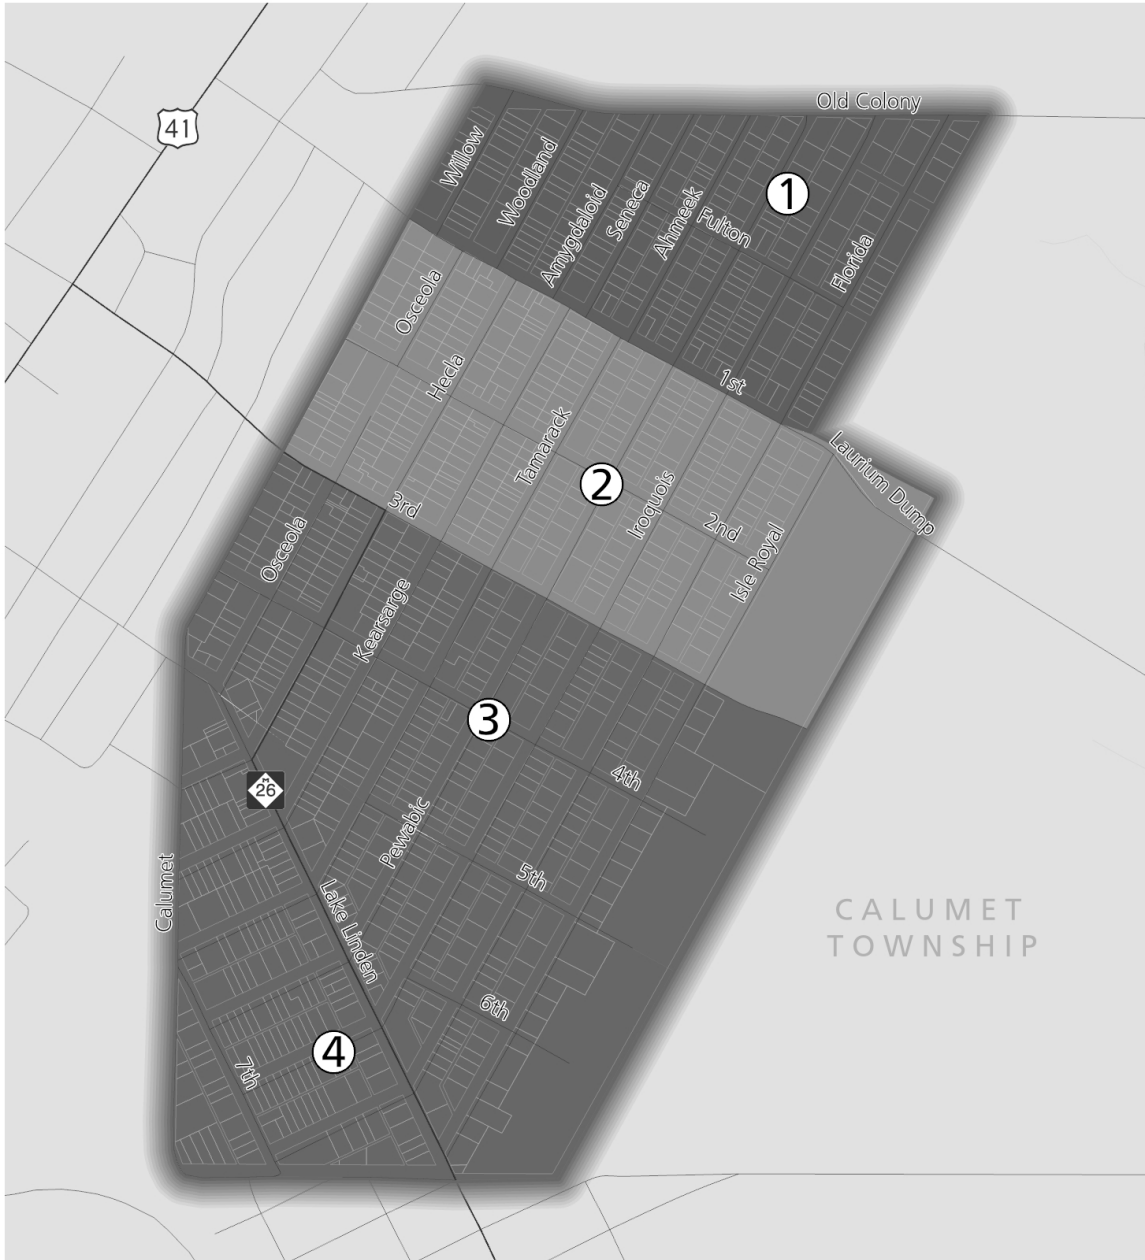 Old Colony
41
Willow
Woodland
Amygdaloid
Seneca
Ahmeek
Fulton
1
Florida
Osceola
Hecla
1st
Tamarack
2
Iroquois
2nd
Isle Royal
Laurium Dump
3rd
Osceola
Kearsarge
3
4th
M
26
Pewabic
5th
Calumet
Lake Linden
6th
4
7th
CALUMET
TOWNSHIP